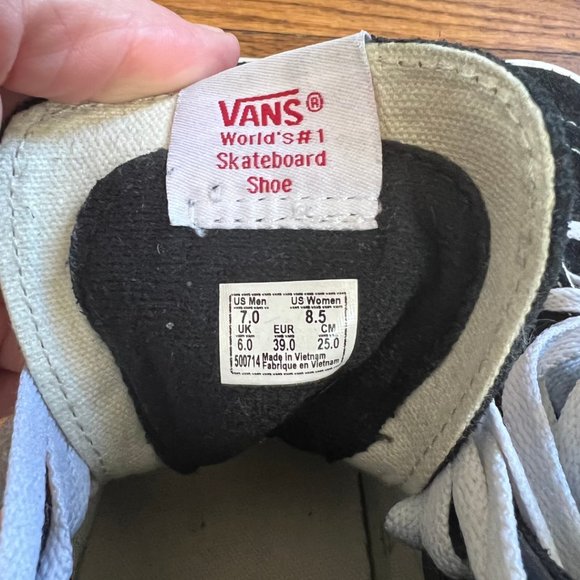 VANS®
World's#1
Skateboard
Shoe
US Men US Women
7.0 8.5
UK EUR CM
6.0 39.0 25.0
500714 Made in Vietnam
Fabrique en Vietnam